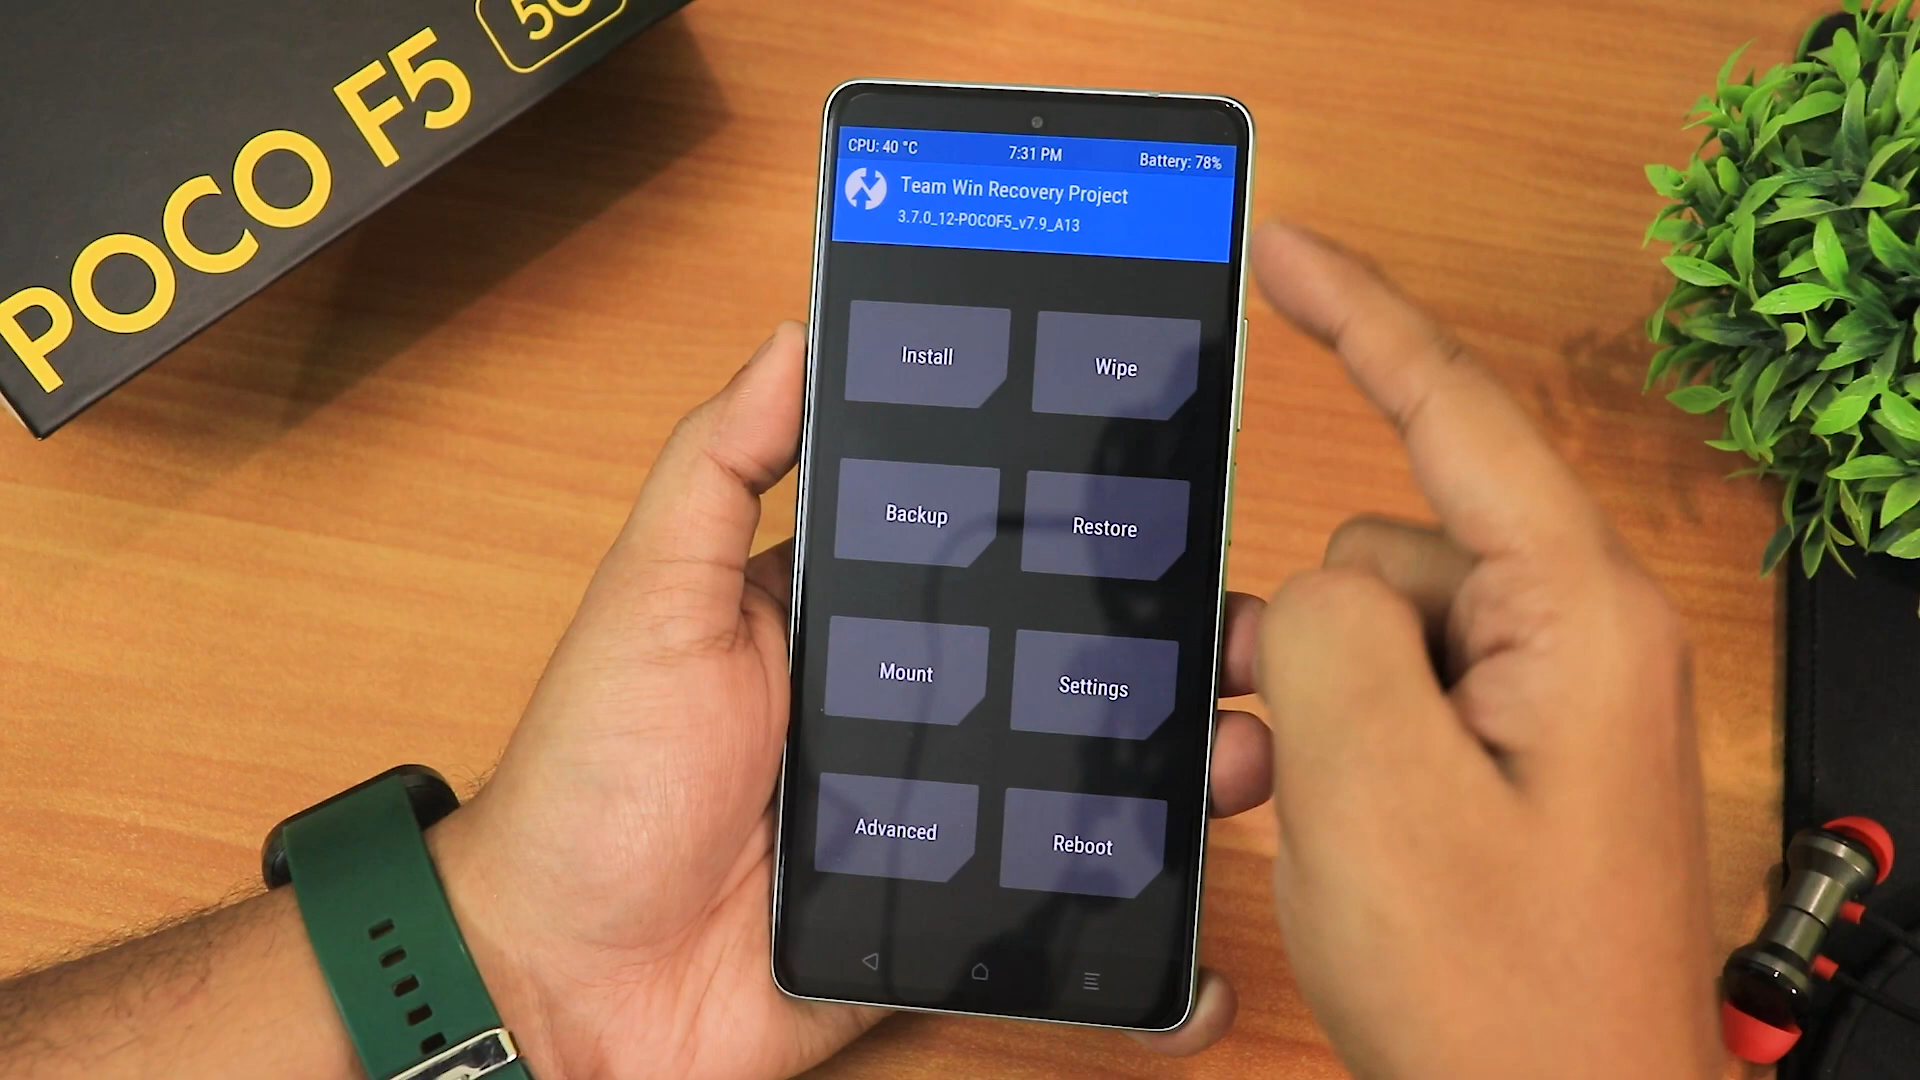 POCO F5 5G
CPU: 40 °C 7:31 PM Battery: 78%
Team Win Recovery Project
3.7.0_12-POCOF5_v7.9_A13
Install Wipe
Backup Restore
Mount Settings
Advanced Reboot